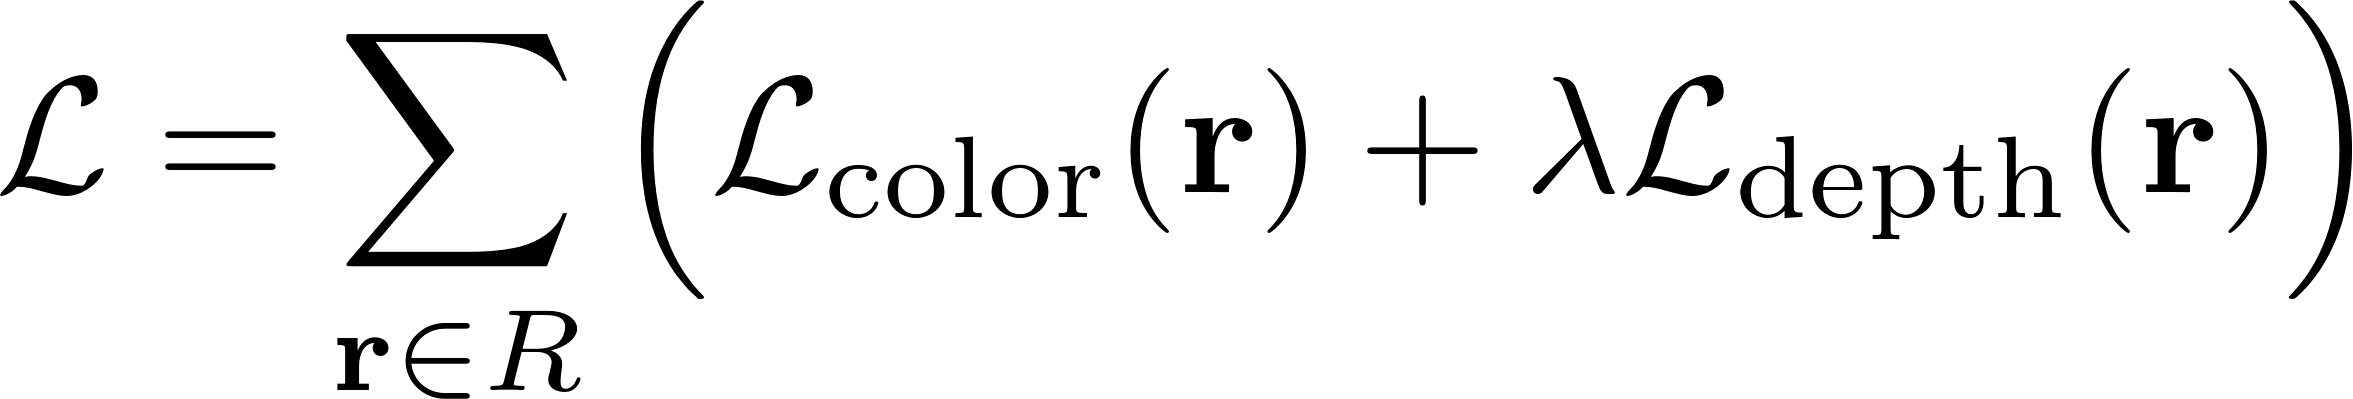 ℒ = ∑_{𝐫∈R} (ℒ_color(𝐫) + λℒ_depth(𝐫))